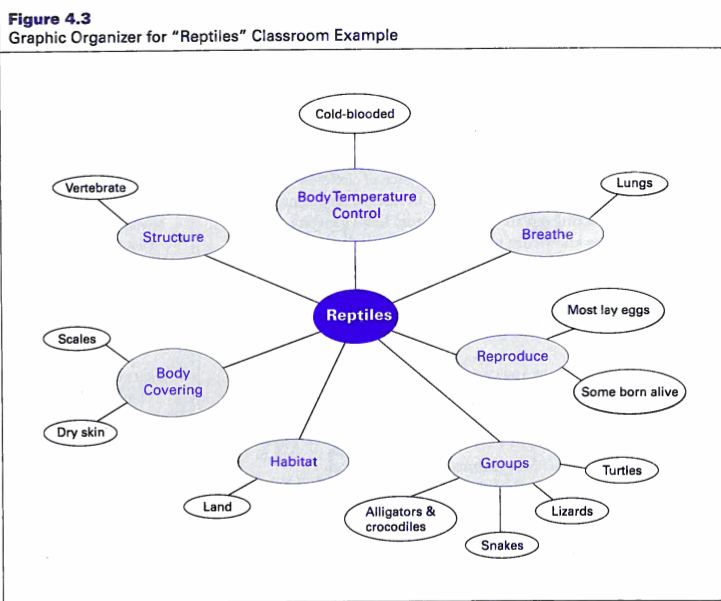 Figure 4.3
Graphic Organizer for "Reptiles" Classroom Example
Cold-blooded
Body Temperature
Control
Vertebrate
Structure
Lungs
Breathe
Reptiles
Most lay eggs
Reproduce
Some born alive
Scales
Body
Covering
Dry skin
Habitat
Land
Groups
Turtles
Lizards
Alligators &
crocodiles
Snakes